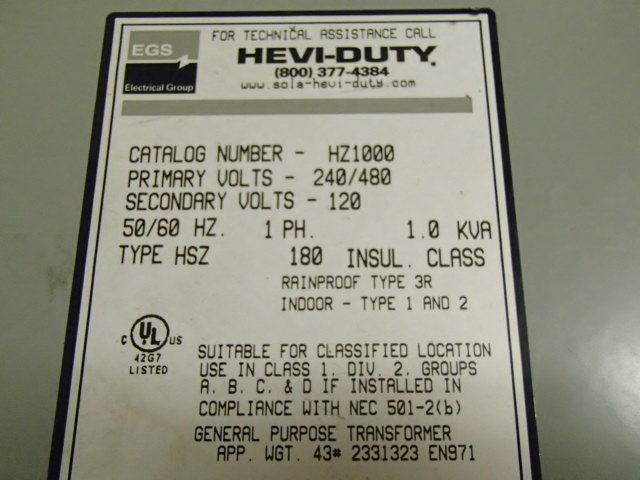 FOR TECHNICAL ASSISTANCE CALL
EGS
Electrical Group
HEVI-DUTY
(800) 377-4384
www.sola-hevi-duty.com
CATALOG NUMBER - HZ1000
PRIMARY VOLTS - 240/480
SECONDARY VOLTS - 120
50/60 HZ. 1 PH. 1.0 KVA
TYPE HSZ 180 INSUL. CLASS
RAINPROOF TYPE 3R
INDOOR - TYPE 1 AND 2
C UL US
42G7
LISTED
SUITABLE FOR CLASSIFIED LOCATION
USE IN CLASS 1, DIV. 2, GROUPS
A, B, C, & D IF INSTALLED IN
COMPLIANCE WITH NEC 501-2(b)
GENERAL PURPOSE TRANSFORMER
APP. WGT. 43# 2331323 EN971